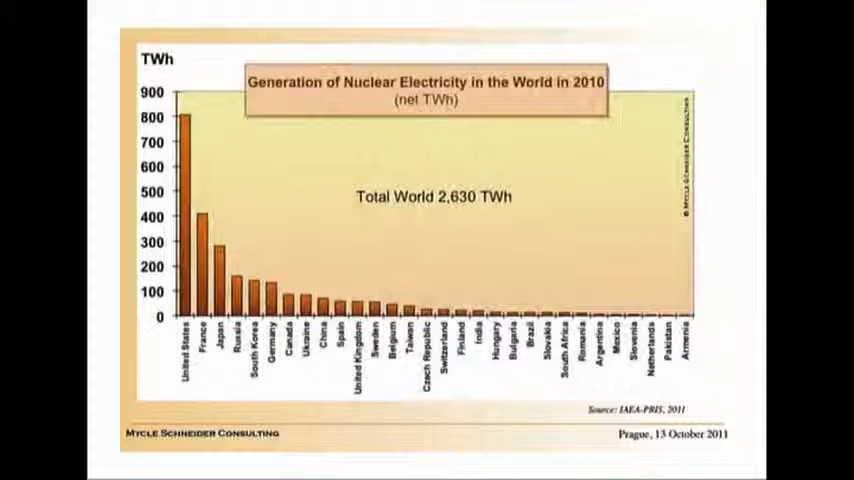 TWh
Generation of Nuclear Electricity in the World in 2010
(net TWh)
900
800
700
600
500
400
300
200
100
0
Total World 2,630 TWh
© MYCLE SCHNEIDER CONSULTING
United States
France
Japan
Russia
South Korea
Germany
Canada
Ukraine
China
Spain
United Kingdom
Sweden
Belgium
Taiwan
Czech Republic
Switzerland
Finland
India
Hungary
Bulgaria
Brazil
Slovakia
South Africa
Romania
Argentina
Mexico
Slovenia
Netherlands
Pakistan
Armenia
Source: IAEA-PRIS, 2011
MYCLE SCHNEIDER CONSULTING
Prague, 13 October 2011